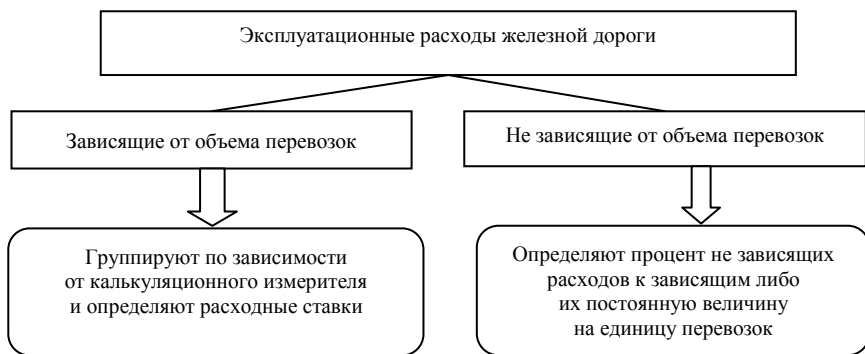 Эксплуатационные расходы железной дороги
Зависящие от объема перевозок
Не зависящие от объема перевозок
Группируют по зависимости
от калькуляционного измерителя
и определяют расходные ставки
Определяют процент не зависящих
расходов к зависящим либо
их постоянную величину
на единицу перевозок